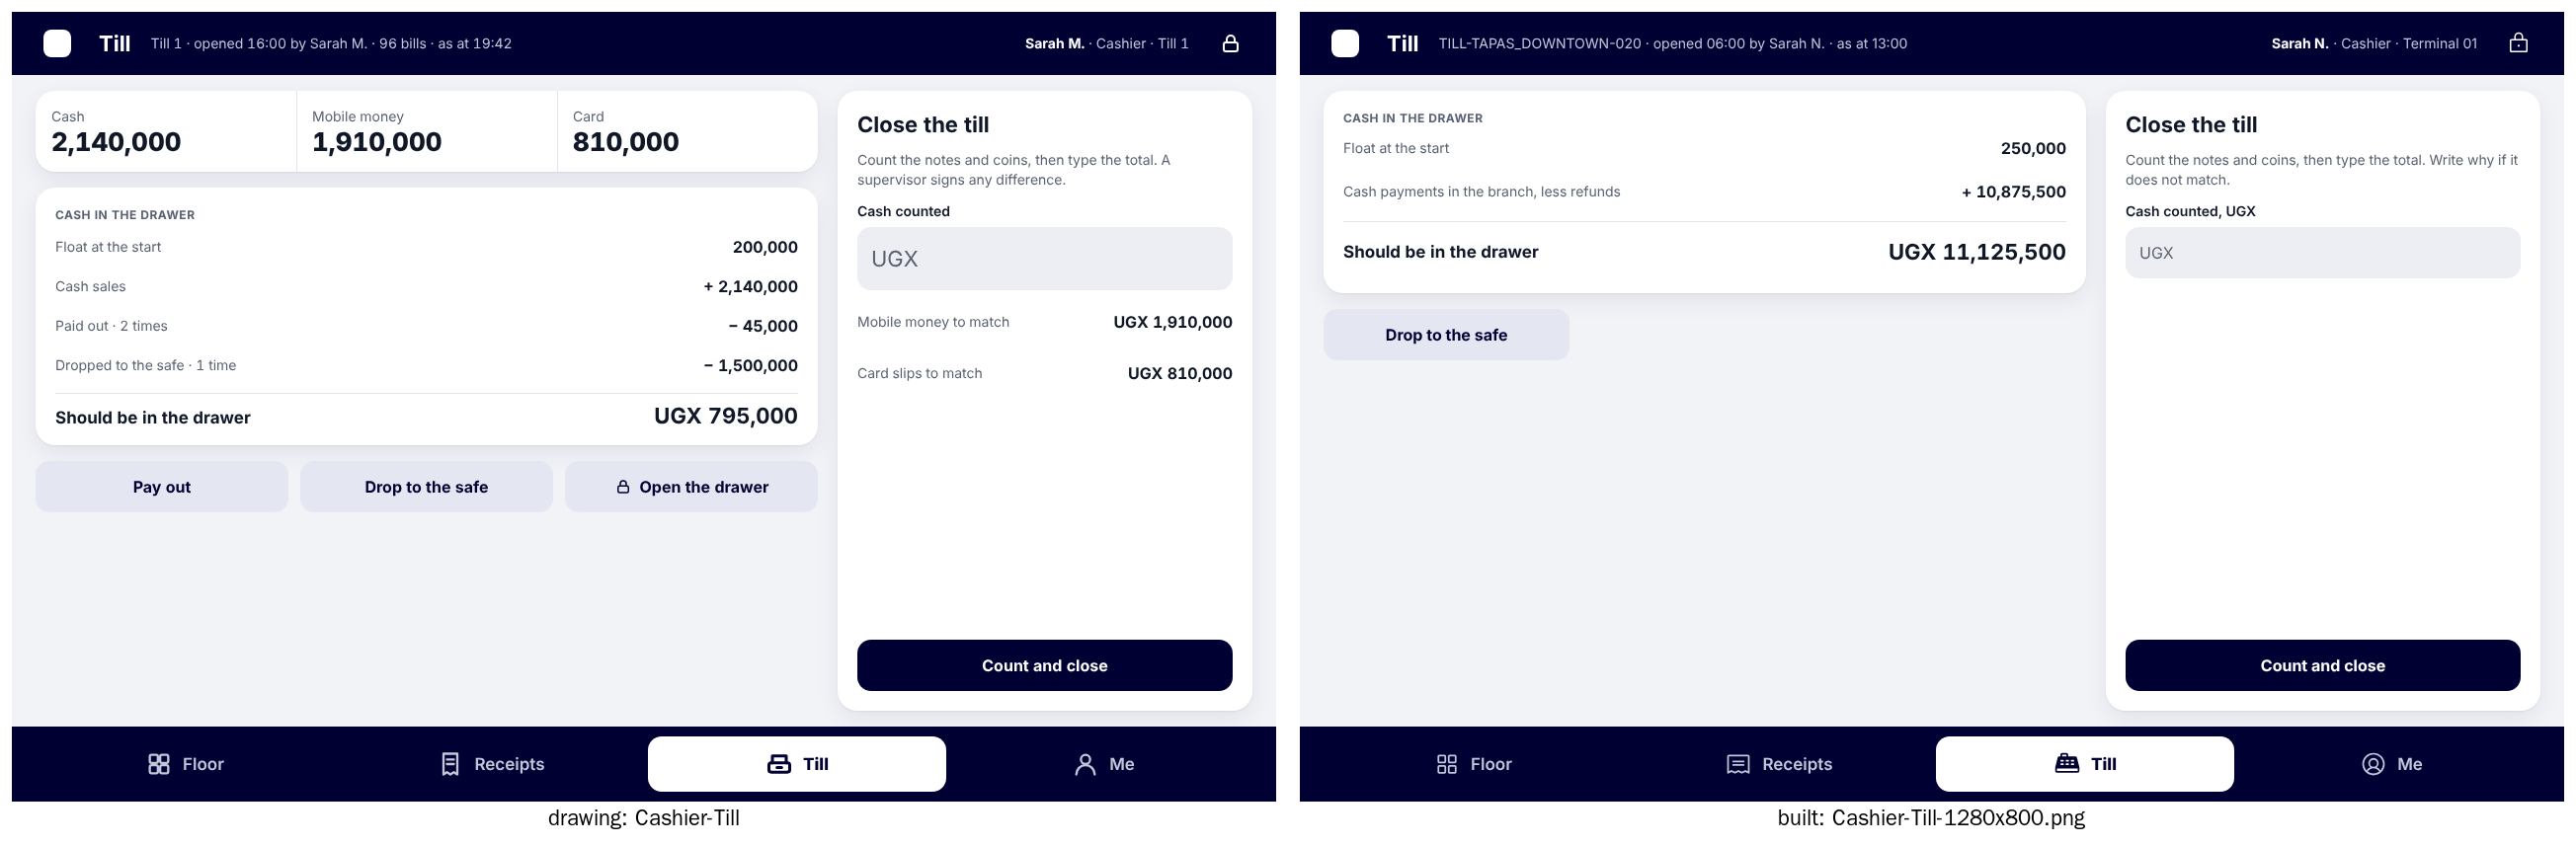 Till
Till 1 · opened 16:00 by Sarah M. · 96 bills · as at 19:42
Sarah M. · Cashier · Till 1
Cash
2,140,000
Mobile money
1,910,000
Card
810,000
CASH IN THE DRAWER
Float at the start
200,000
Cash sales
+ 2,140,000
Paid out · 2 times
− 45,000
Dropped to the safe · 1 time
− 1,500,000
Should be in the drawer
UGX 795,000
Pay out
Drop to the safe
Open the drawer
Close the till
Count the notes and coins, then type the total. A
supervisor signs any difference.
Cash counted
UGX
Mobile money to match
UGX 1,910,000
Card slips to match
UGX 810,000
Count and close
Floor
Receipts
Till
Me
drawing: Cashier-Till
Till
TILL-TAPAS_DOWNTOWN-020 · opened 06:00 by Sarah N. · as at 13:00
Sarah N. · Cashier · Terminal 01
CASH IN THE DRAWER
Float at the start
250,000
Cash payments in the branch, less refunds
+ 10,875,500
Should be in the drawer
UGX 11,125,500
Drop to the safe
Close the till
Count the notes and coins, then type the total. Write why if it
does not match.
Cash counted, UGX
UGX
Count and close
Floor
Receipts
Till
Me
built: Cashier-Till-1280x800.png